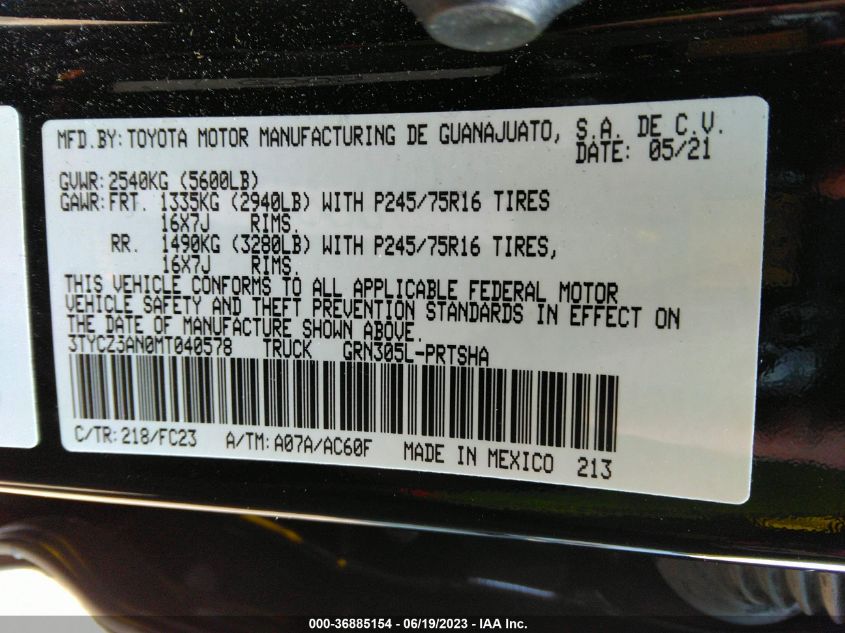 MFD.BY: TOYOTA MOTOR MANUFACTURING DE GUANAJUATO, S.A. DE C.V.
DATE: 05/21
GVWR: 2540KG (5600LB)
GAWR: FRT. 1335KG (2940LB) WITH P245/75R16 TIRES
16X7J RIMS.
RR. 1490KG (3280LB) WITH P245/75R16 TIRES,
16X7J RIMS.
THIS VEHICLE CONFORMS TO ALL APPLICABLE FEDERAL MOTOR
VEHICLE SAFETY AND THEFT PREVENTION STANDARDS IN EFFECT ON
THE DATE OF MANUFACTURE SHOWN ABOVE.
3TYCZ3AN0MT040578 TRUCK GRN305L-PRTSHA
C/TR: 218/FC23 A/TM: A07A/AC60F MADE IN MEXICO 213
000-36885154 - 06/19/2023 - IAA Inc.